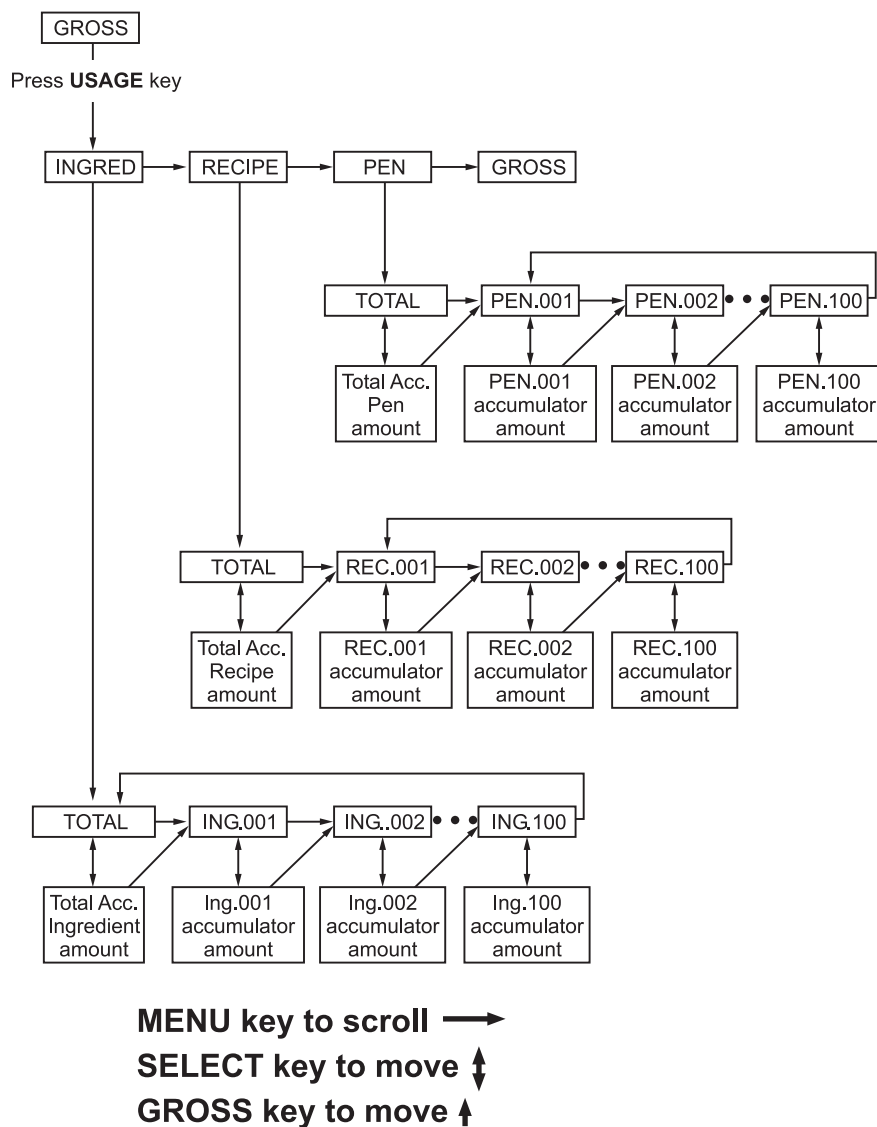 GROSS
Press USAGE key
INGRED
RECIPE
PEN
GROSS
TOTAL
PEN.001
PEN.002
PEN.100
Total Acc.
Pen
amount
PEN.001
accumulator
amount
PEN.002
accumulator
amount
PEN.100
accumulator
amount
TOTAL
REC.001
REC.002
REC.100
Total Acc.
Recipe
amount
REC.001
accumulator
amount
REC.002
accumulator
amount
REC.100
accumulator
amount
TOTAL
ING.001
ING..002
ING.100
Total Acc.
Ingredient
amount
Ing.001
accumulator
amount
Ing.002
accumulator
amount
Ing.100
accumulator
amount
MENU key to scroll
SELECT key to move
GROSS key to move